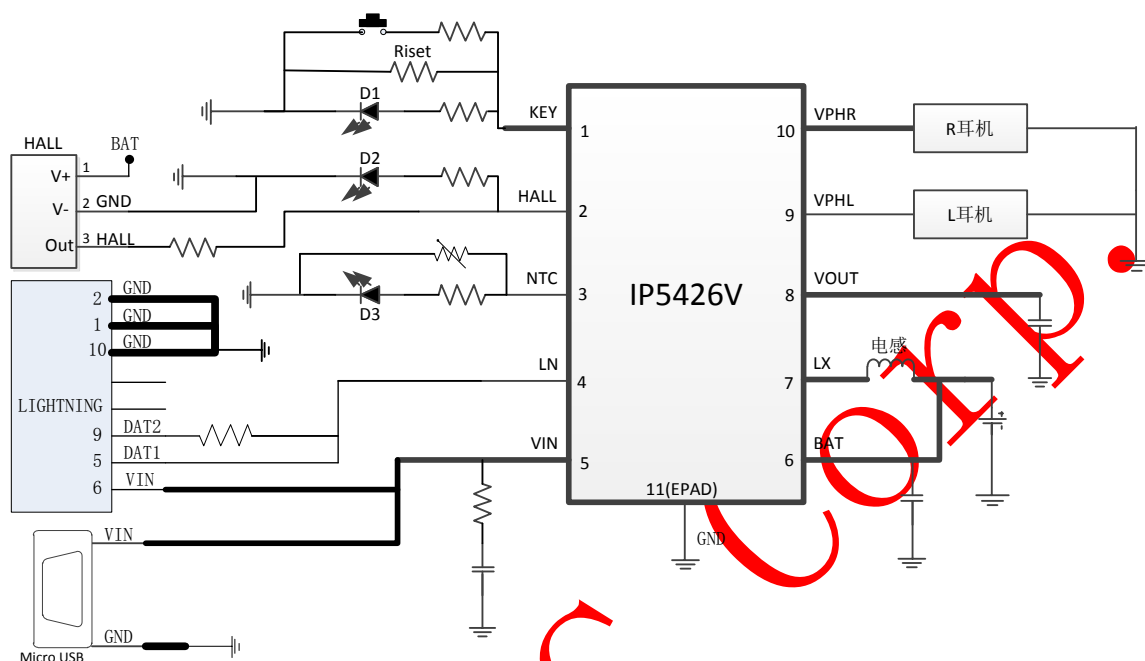 Riset
D1
KEY
1
HALL
BAT
V+
1
V-
2
GND
Out
3
HALL
D2
HALL
2
D3
NTC
3
IP5426V
10
VPHR
R耳机
9
VPHL
L耳机
8
VOUT
7
LX
电感
6
BAT
11(EPAD)
GND
LN
4
VIN
5
2
GND
1
GND
10
GND
LIGHTNING
9
DAT2
5
DAT1
6
VIN
VIN
GND
Micro USB
Corp.